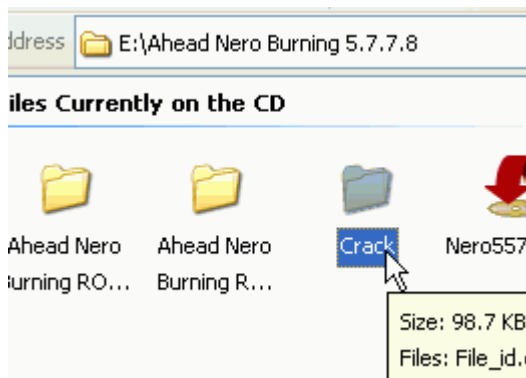 ddress E:\Ahead Nero Burning 5.7.7.8
iles Currently on the CD
Ahead Nero Burning RO...
Ahead Nero Burning R...
Crack
Nero557
Size: 98.7 KB
Files: File_id.